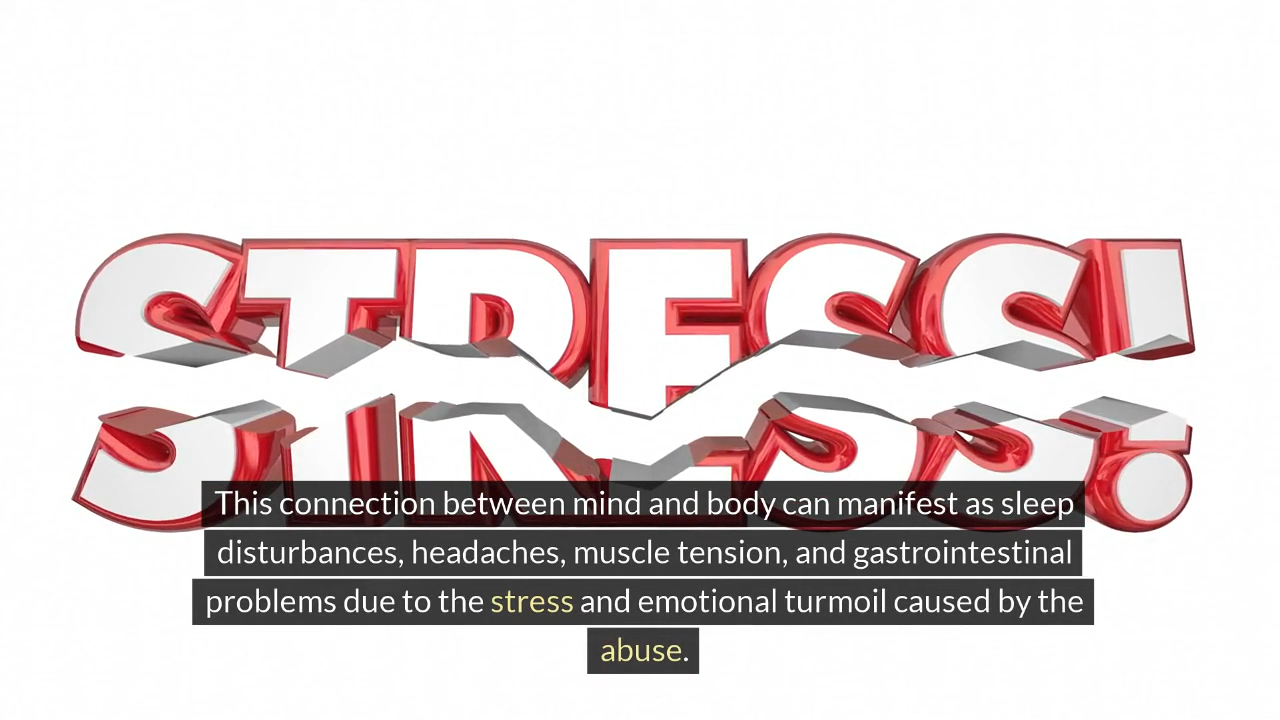 STRESS!
This connection between mind and body can manifest as sleep
disturbances, headaches, muscle tension, and gastrointestinal
problems due to the stress and emotional turmoil caused by the
abuse.